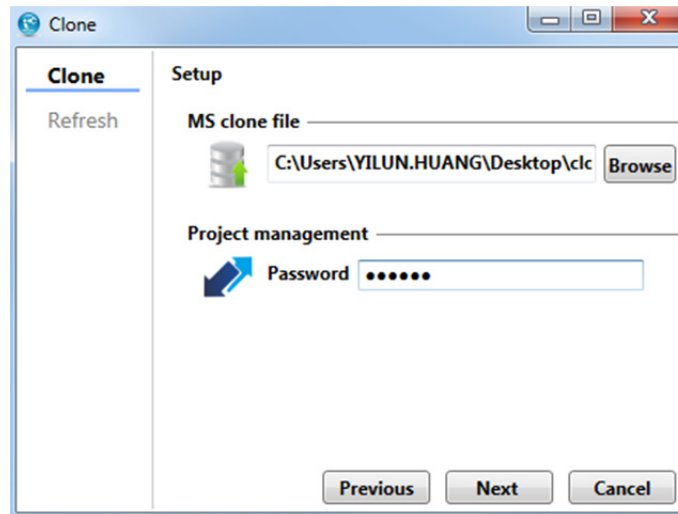 Clone
Clone
Refresh
Setup
MS clone file
C:\Users\YILUN.HUANG\Desktop\clc
Browse
Project management
Password ●●●●●●
Previous Next Cancel